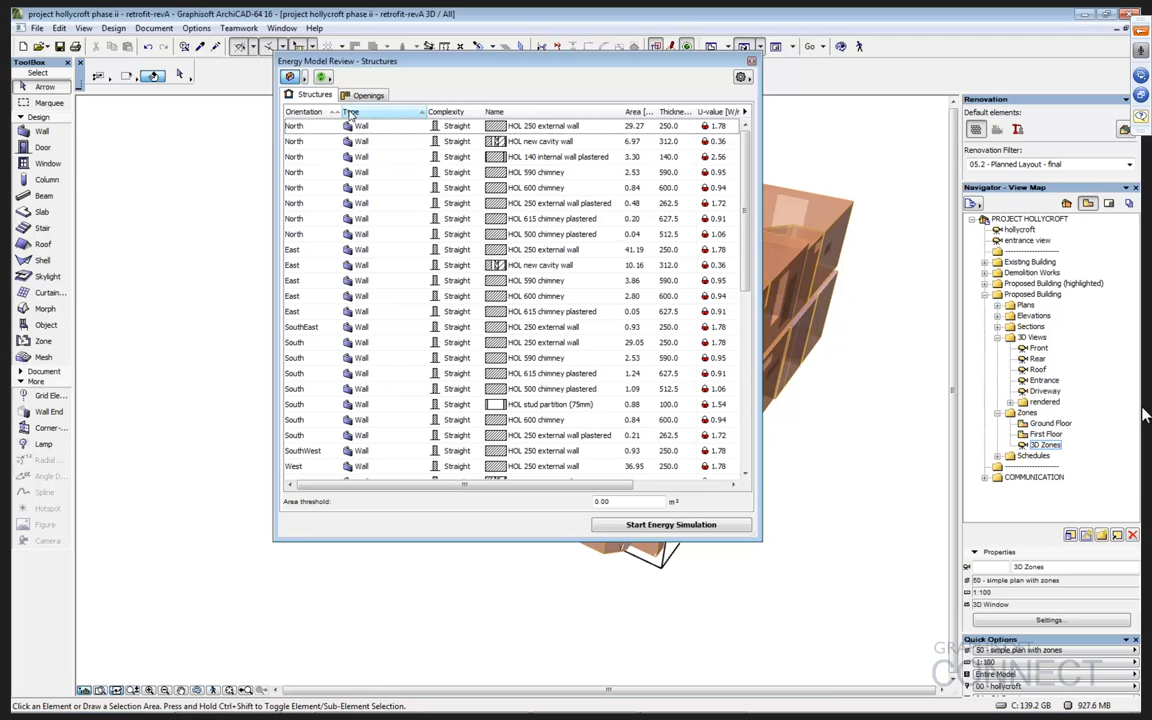 project hollycroft phase ii - retrofit-revA - Graphisoft ArchiCAD-64 16 - [project hollycroft phase ii - retrofit-revA 3D / All]
File Edit View Design Document Options Teamwork Window Help
Go
ToolBox
Select
Arrow
Marquee
Design
Wall
Door
Window
Column
Beam
Slab
Stair
Roof
Shell
Skylight
Curtain...
Morph
Object
Zone
Mesh
Document
More
Grid Ele...
Wall End
Corner-...
Lamp
Radial ...
Angle D...
Spline
Hotspot
Figure
Camera
Energy Model Review - Structures
Structures Openings
Orientation Type Complexity Name Area [... Thickne... U-value [W/r
North Wall Straight HOL 250 external wall 29.27 250.0 1.78
North Wall Straight HOL new cavity wall 6.97 312.0 0.36
North Wall Straight HOL 140 internal wall plastered 3.30 140.0 2.56
North Wall Straight HOL 590 chimney 2.53 590.0 0.95
North Wall Straight HOL 600 chimney 0.84 600.0 0.94
North Wall Straight HOL 250 external wall plastered 0.48 262.5 1.72
North Wall Straight HOL 615 chimney plastered 0.20 627.5 0.91
North Wall Straight HOL 500 chimney plastered 0.04 512.5 1.06
East Wall Straight HOL 250 external wall 41.19 250.0 1.78
East Wall Straight HOL new cavity wall 10.16 312.0 0.36
East Wall Straight HOL 590 chimney 3.86 590.0 0.95
East Wall Straight HOL 600 chimney 2.80 600.0 0.94
East Wall Straight HOL 615 chimney plastered 0.05 627.5 0.91
SouthEast Wall Straight HOL 250 external wall 0.93 250.0 1.78
South Wall Straight HOL 250 external wall 29.05 250.0 1.78
South Wall Straight HOL 590 chimney 2.53 590.0 0.95
South Wall Straight HOL 615 chimney plastered 1.24 627.5 0.91
South Wall Straight HOL 500 chimney plastered 1.09 512.5 1.06
South Wall Straight HOL stud partition (75mm) 0.88 100.0 1.54
South Wall Straight HOL 600 chimney 0.84 600.0 0.94
South Wall Straight HOL 250 external wall plastered 0.21 262.5 1.72
SouthWest Wall Straight HOL 250 external wall 0.93 250.0 1.78
West Wall Straight HOL 250 external wall 36.95 250.0 1.78
Area threshold: 0.00 m²
Start Energy Simulation
Renovation
Default elements:
Renovation Filter:
05.2 - Planned Layout - final
Navigator - View Map
PROJECT HOLLYCROFT
hollycroft
entrance view
--------------------
Existing Building
Demolition Works
Proposed Building (highlighted)
Proposed Building
Plans
Elevations
Sections
3D Views
Front
Rear
Roof
Entrance
Driveway
rendered
Zones
Ground Floor
First Floor
3D Zones
Schedules
--------------------
COMMUNICATION
Properties
3D Zones
50 - simple plan with zones
1:100
3D Window
Settings...
Quick Options
50 - simple plan with zones
1:100
Entire Model
00 - hollycroft
GRAPHISOFT
CONNECT
Click an Element or Draw a Selection Area. Press and Hold Ctrl+Shift to Toggle Element/Sub-Element Selection.
C: 139.2 GB 927.6 MB